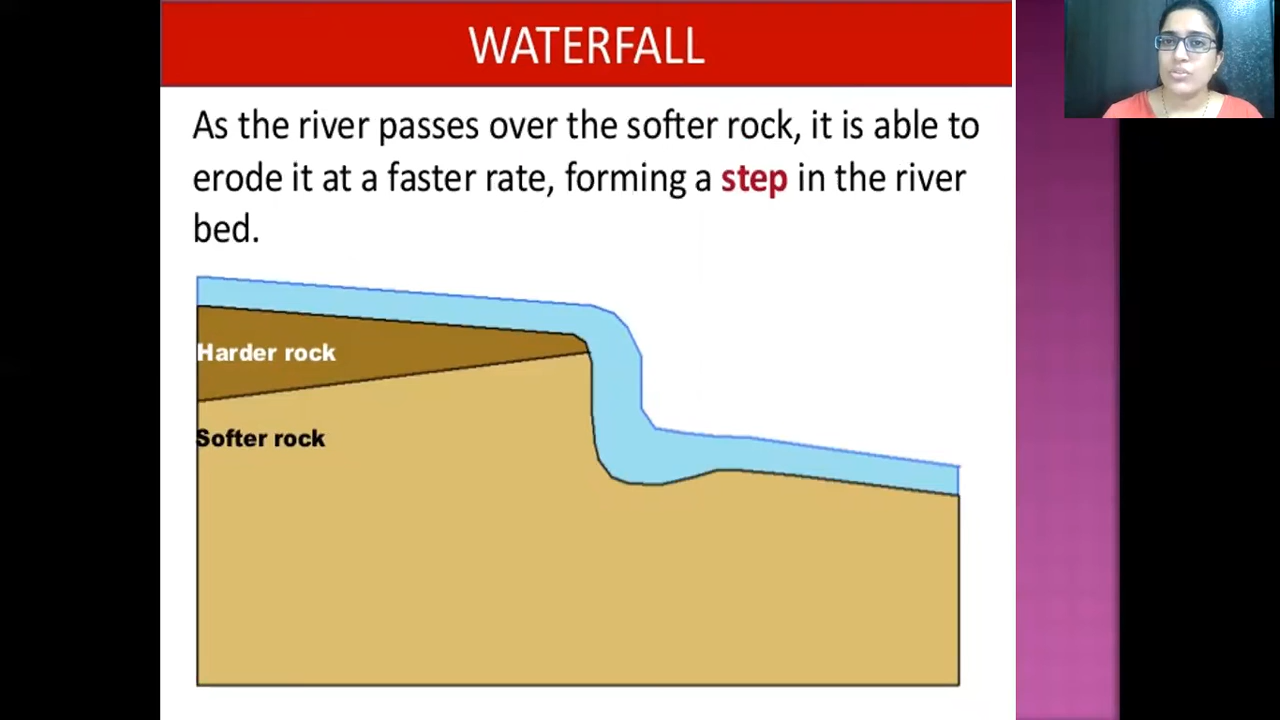 WATERFALL
As the river passes over the softer rock, it is able to
erode it at a faster rate, forming a step in the river
bed.
Harder rock
Softer rock